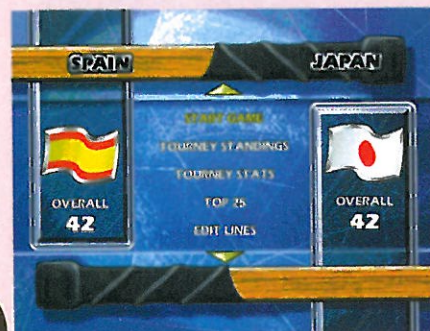 SPAIN
JAPAN
START GAME
TOURNEY STANDINGS
TOURNEY STATS
TOP 25
EDIT LINES
OVERALL
42
OVERALL
42